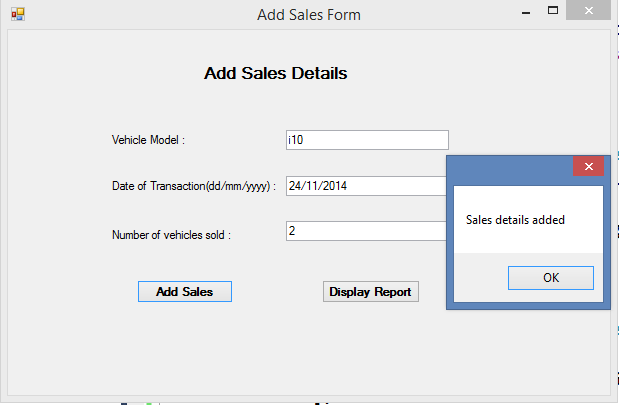 Add Sales Form
Add Sales Details
Vehicle Model :
i10
Date of Transaction(dd/mm/yyyy) :
24/11/2014
Number of vehicles sold :
2
Add Sales
Display Report
Sales details added
OK